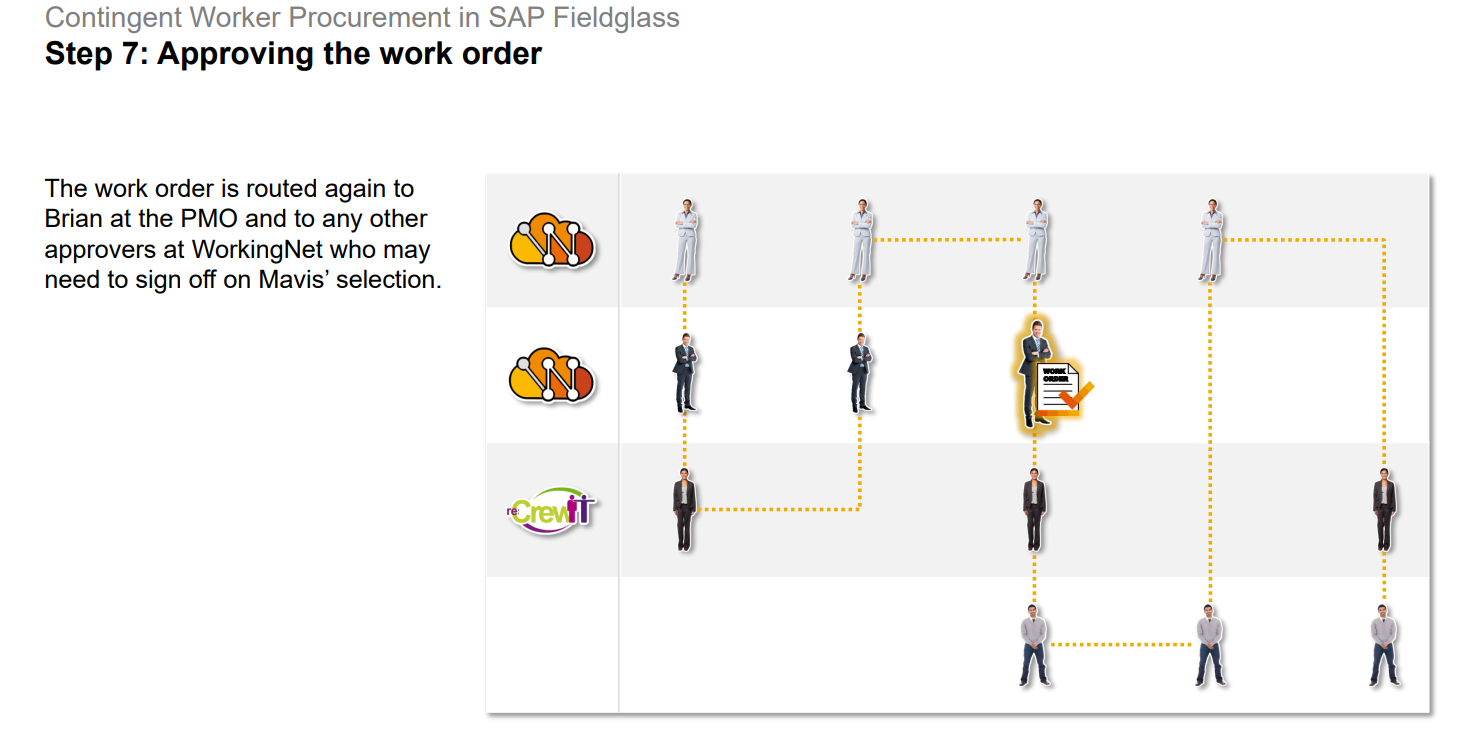 Contingent Worker Procurement in SAP Fieldglass
Step 7: Approving the work order
The work order is routed again to
Brian at the PMO and to any other
approvers at WorkingNet who may
need to sign off on Mavis’ selection.
WORK
ORDER
re:CrewIT